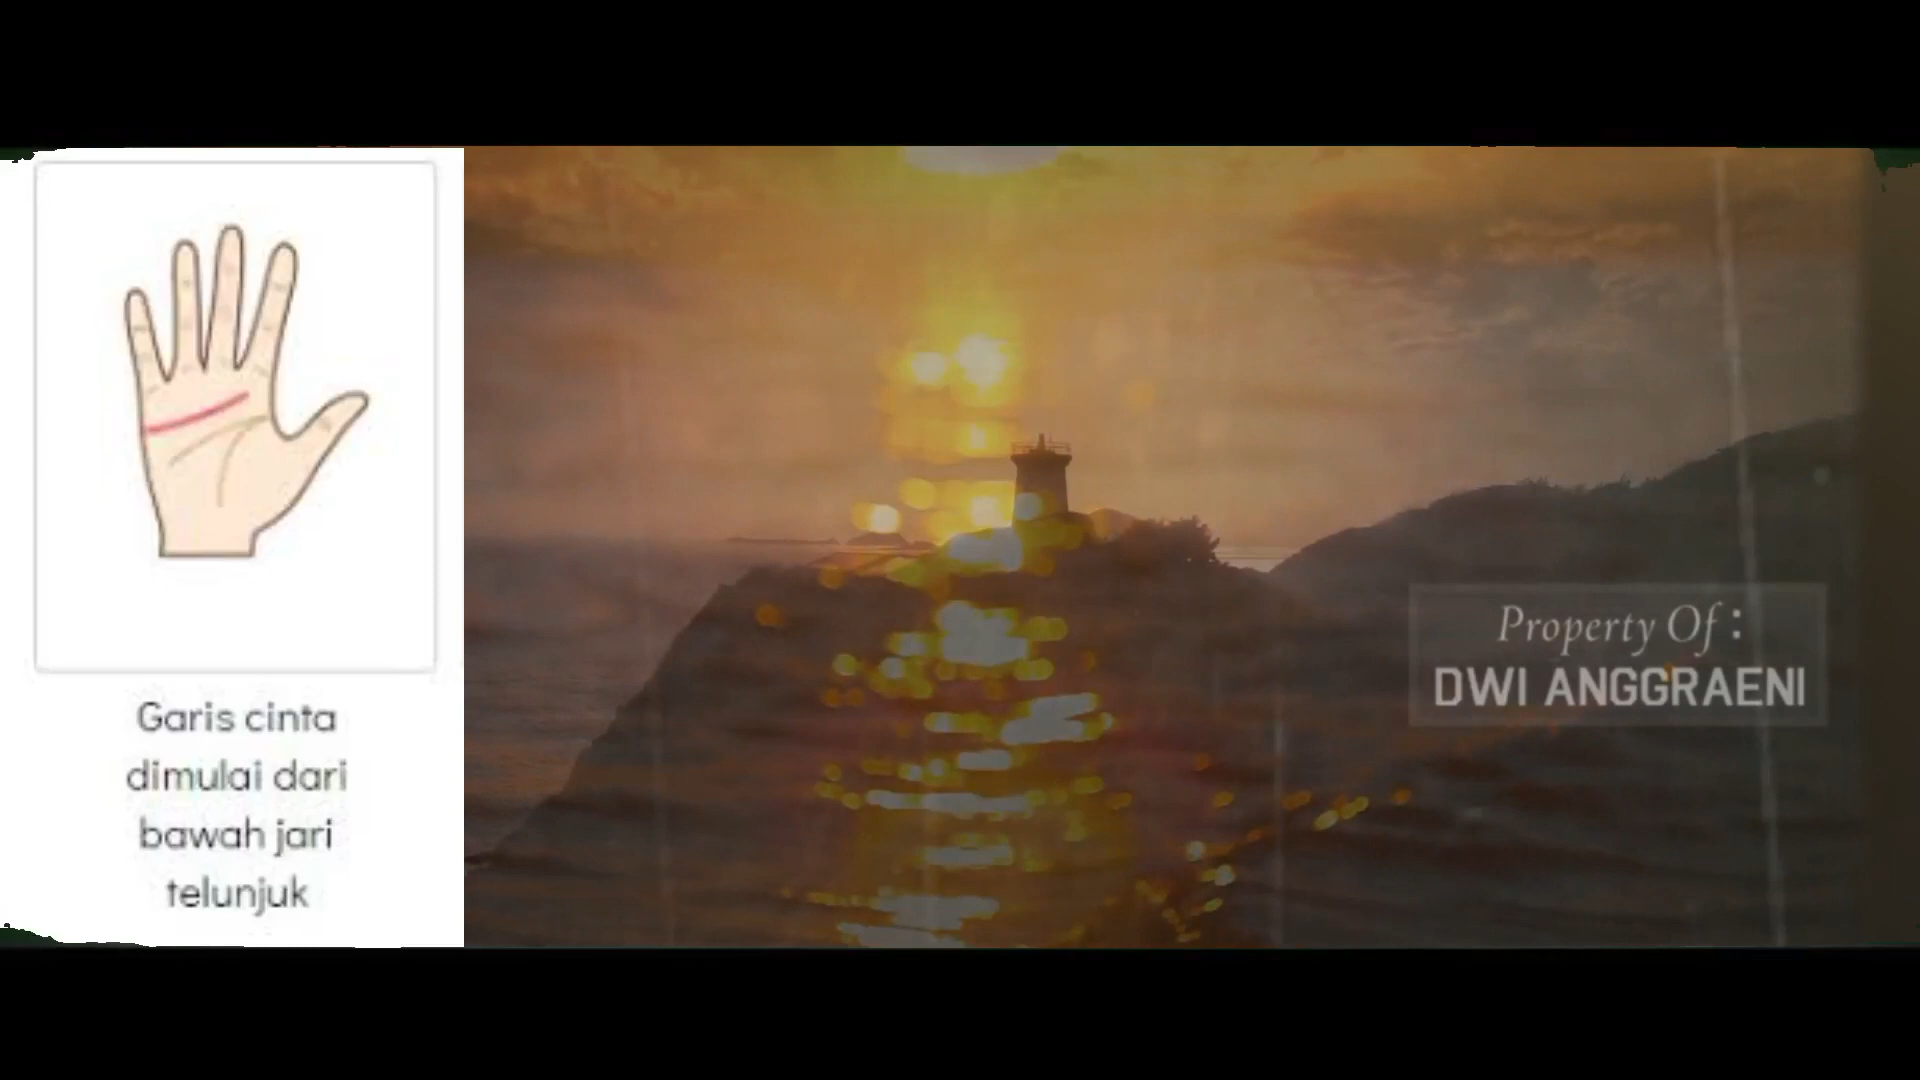 Garis cinta
dimulai dari
bawah jari
telunjuk
Property Of :
DWI ANGGRAENI